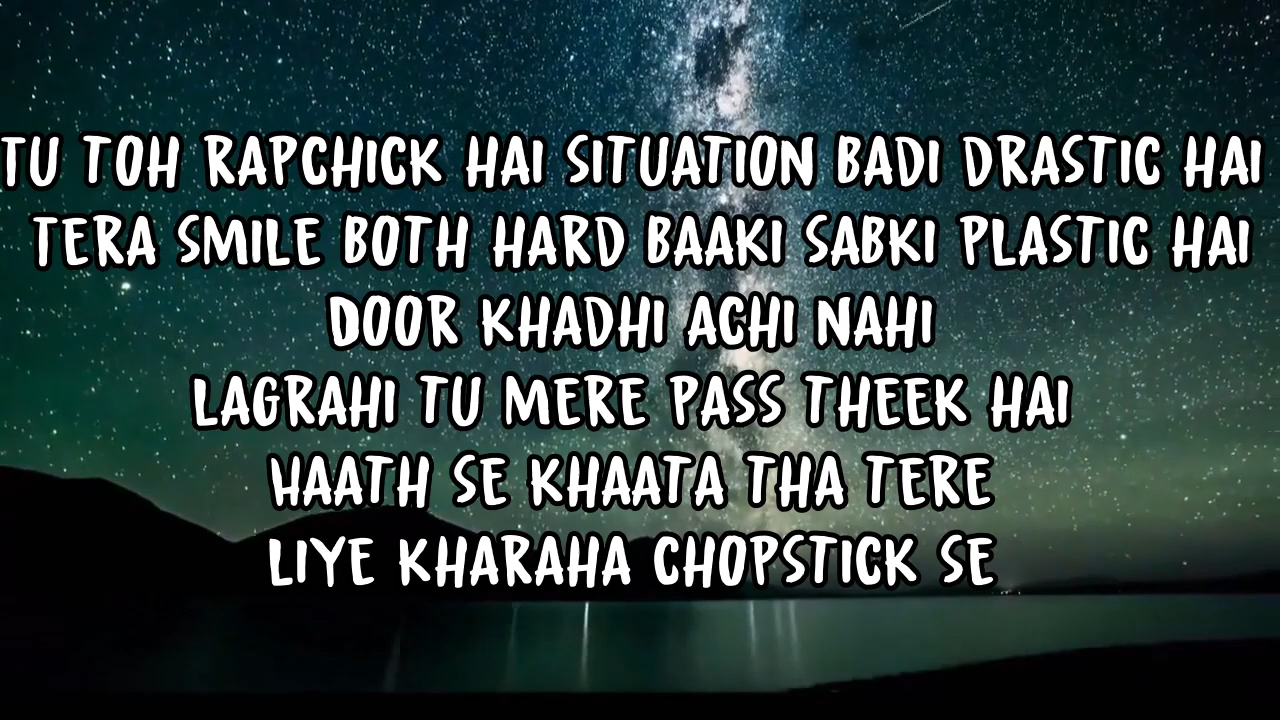 TU TOH RAPCHICK HAI SITUATION BADI DRASTIC HAI
TERA SMILE BOTH HARD BAAKI SABKI PLASTIC HAI
DOOR KHADHI ACHI NAHI
LAGRAHI TU MERE PASS THEEK HAI
HAATH SE KHAATA THA TERE
LIYE KHARAHA CHOPSTICK SE